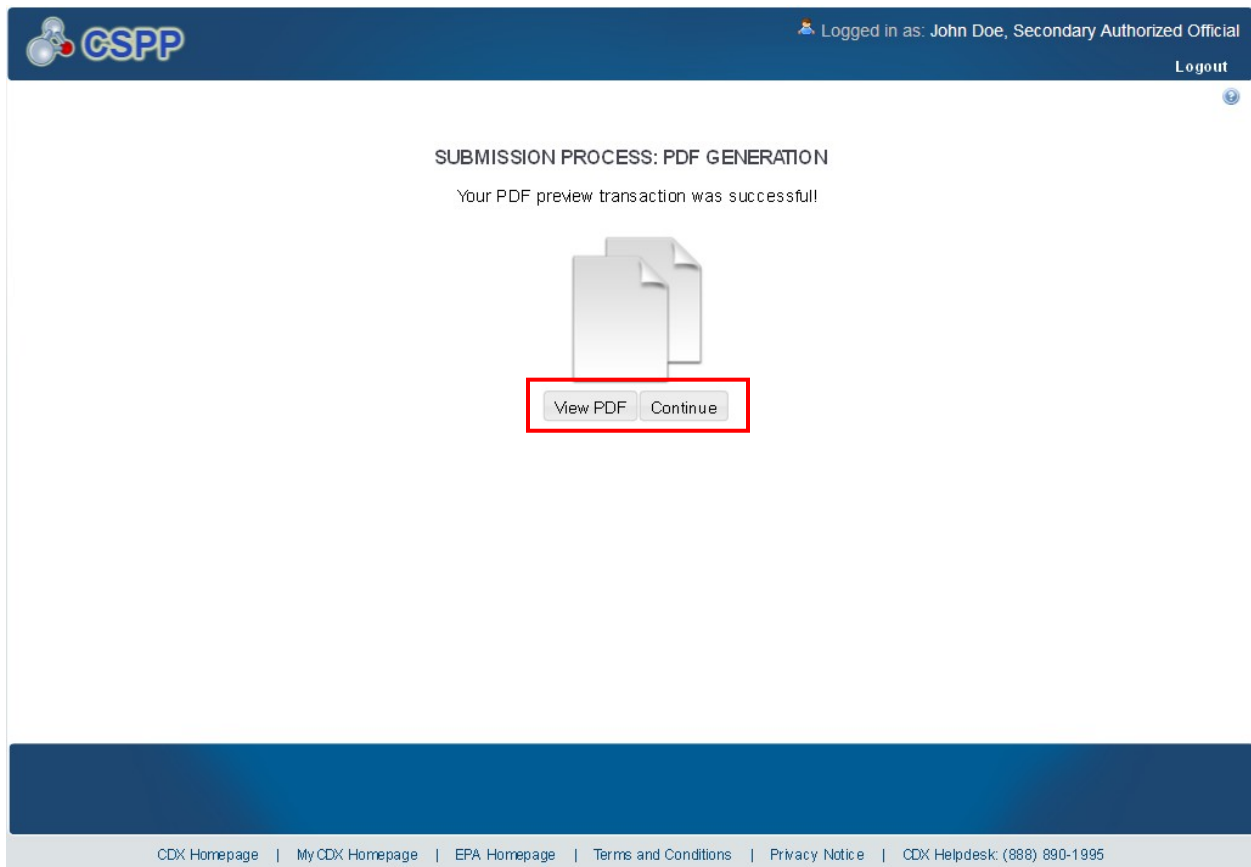 CSPP
Logged in as: John Doe, Secondary Authorized Official
Logout
SUBMISSION PROCESS: PDF GENERATION
Your PDF preview transaction was successful!
View PDF Continue
CDX Homepage | MyCDX Homepage | EPA Homepage | Terms and Conditions | Privacy Notice | CDX Helpdesk: (888) 890-1995